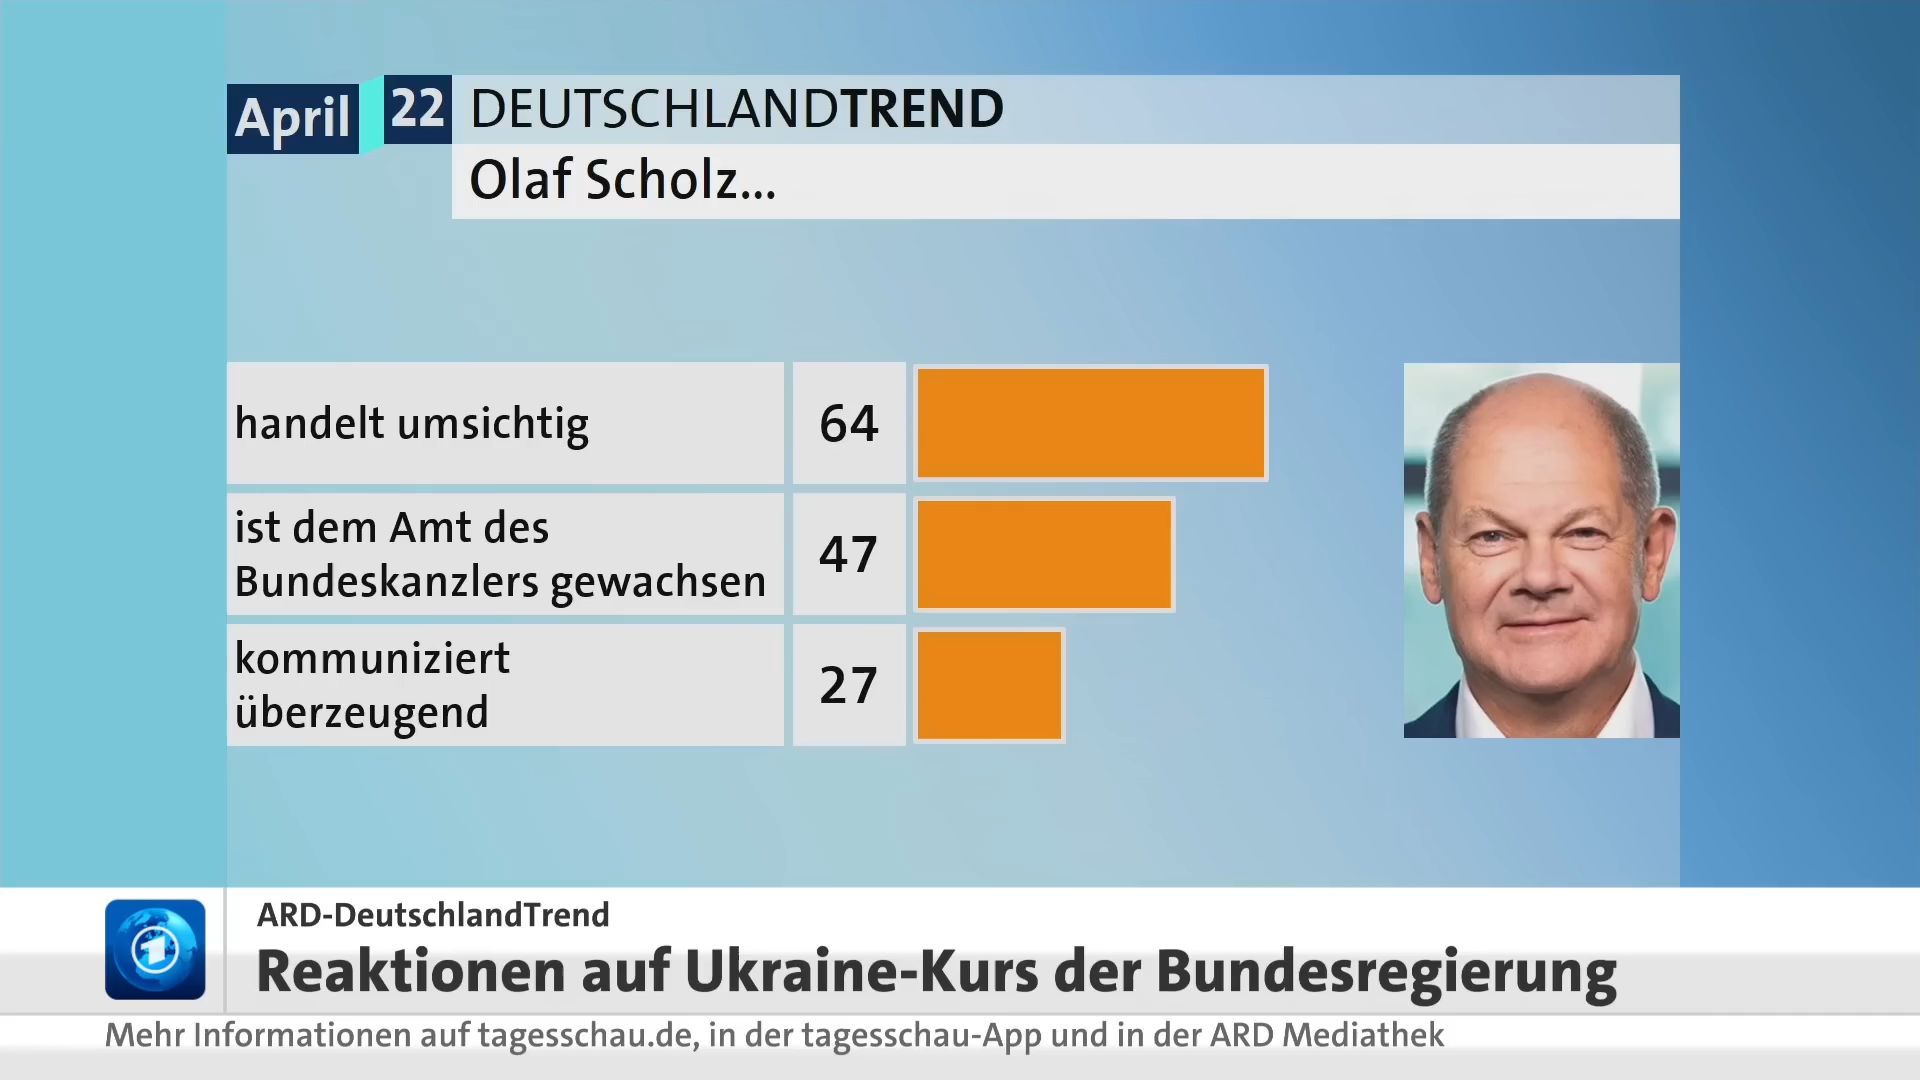 April 22 DEUTSCHLANDTREND
Olaf Scholz...
handelt umsichtig 64
ist dem Amt des
Bundeskanzlers gewachsen 47
kommuniziert
überzeugend 27
ARD-DeutschlandTrend
Reaktionen auf Ukraine-Kurs der Bundesregierung
Mehr Informationen auf tagesschau.de, in der tagesschau-App und in der ARD Mediathek